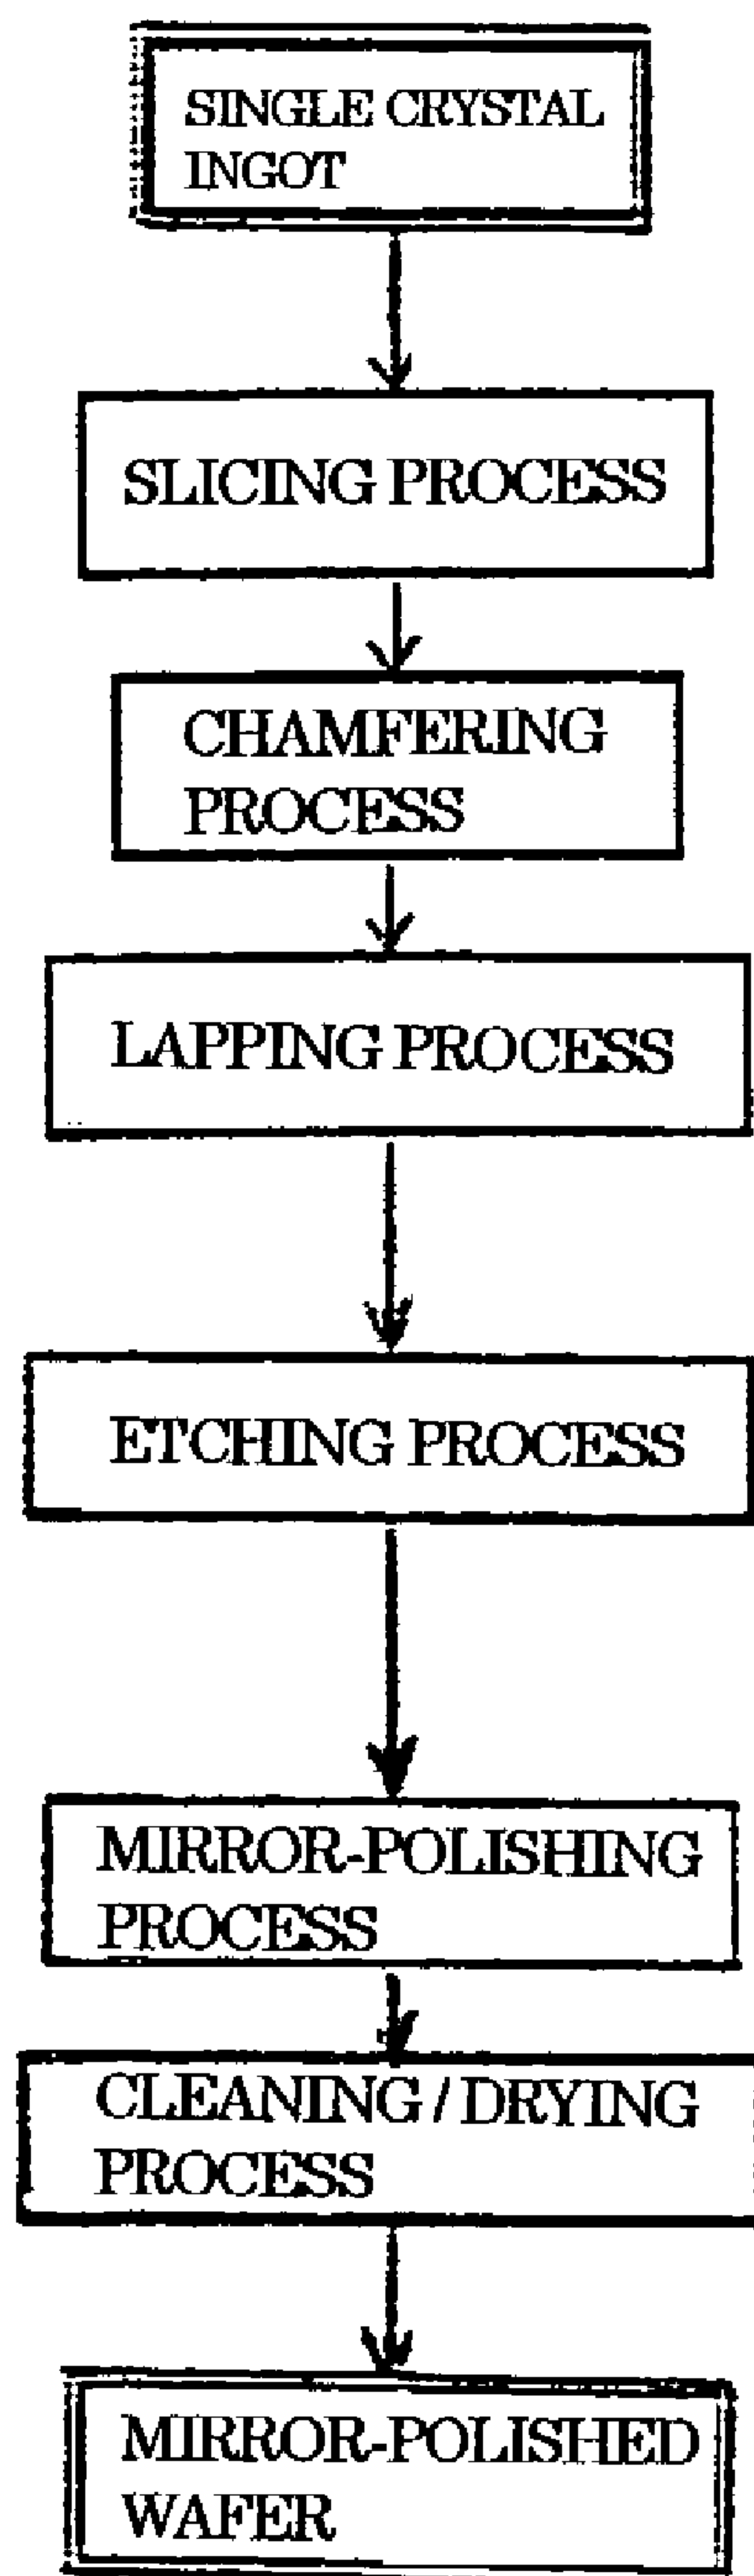 SINGLE CRYSTAL
INGOT
SLICING PROCESS
CHAMFERING
PROCESS
LAPPING PROCESS
ETCHING PROCESS
MIRROR-POLISHING
PROCESS
CLEANING / DRYING
PROCESS
MIRROR-POLISHED
WAFER